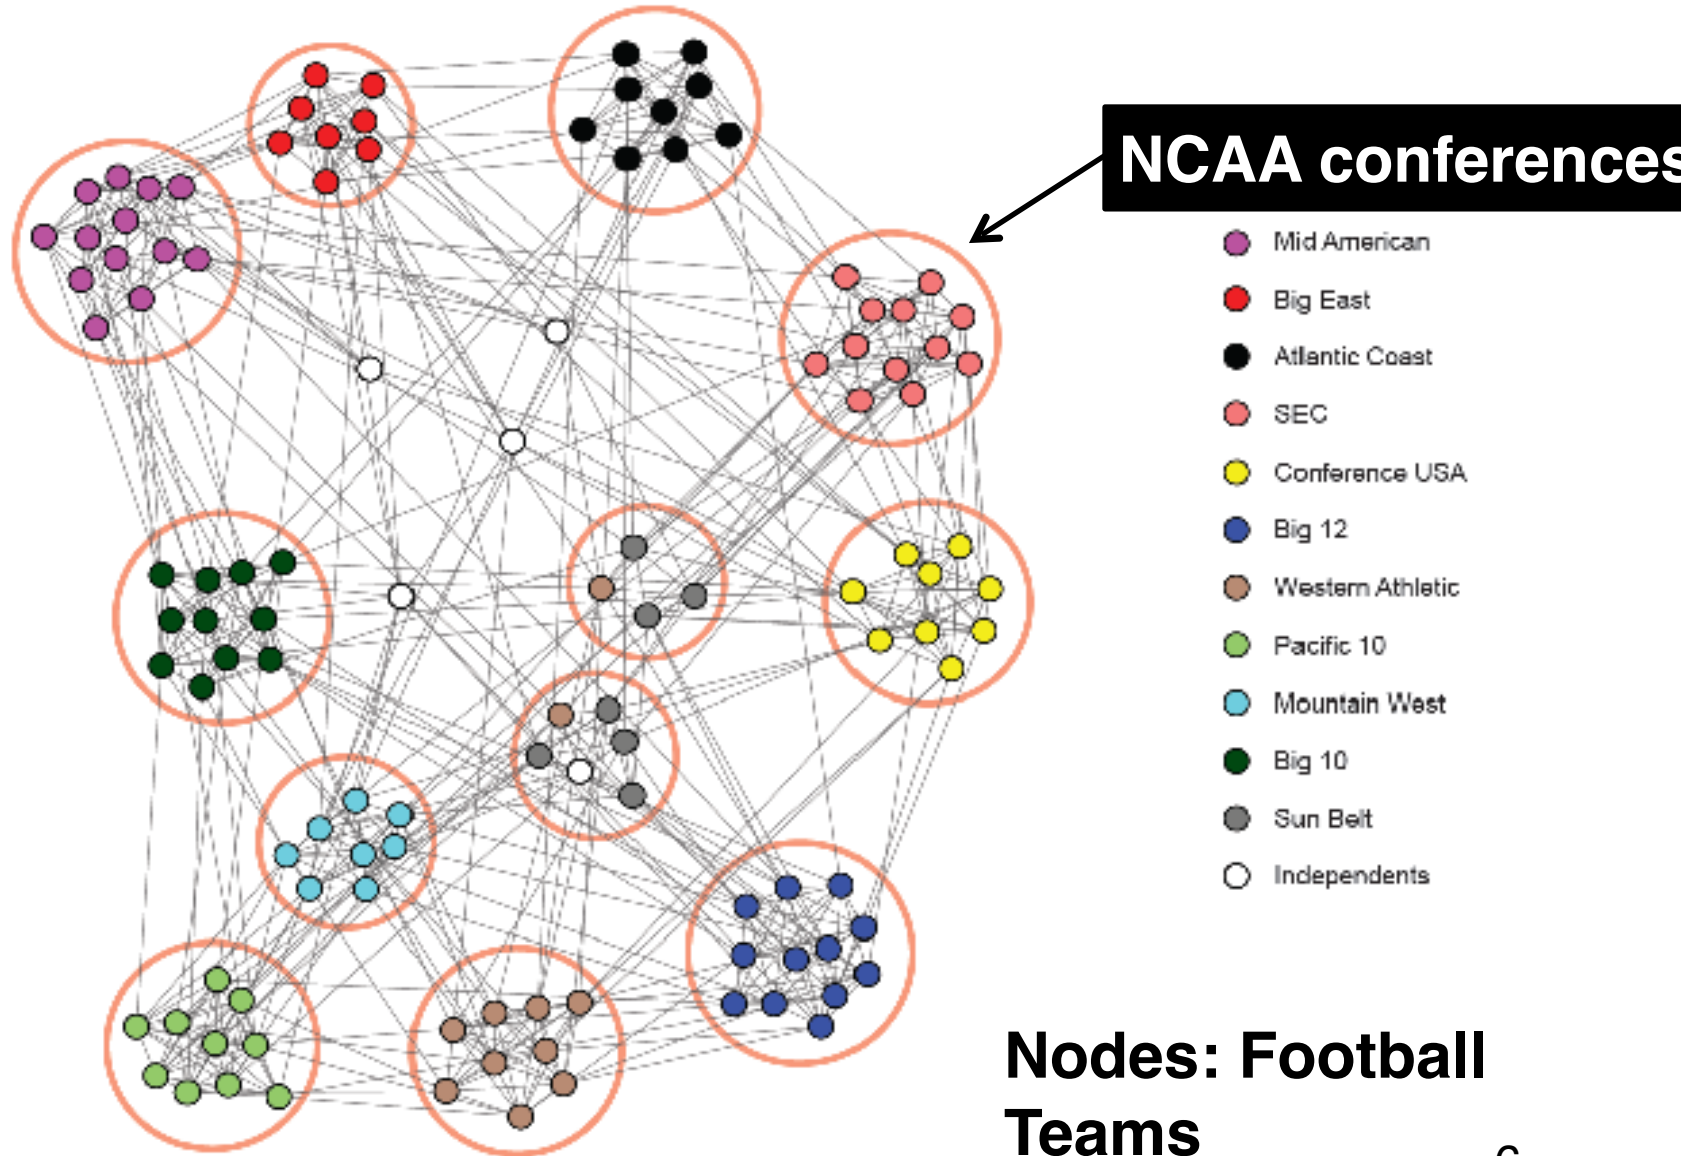 NCAA conferences
Mid American
Big East
Atlantic Coast
SEC
Conference USA
Big 12
Western Athletic
Pacific 10
Mountain West
Big 10
Sun Belt
Independents
Nodes: Football
Teams